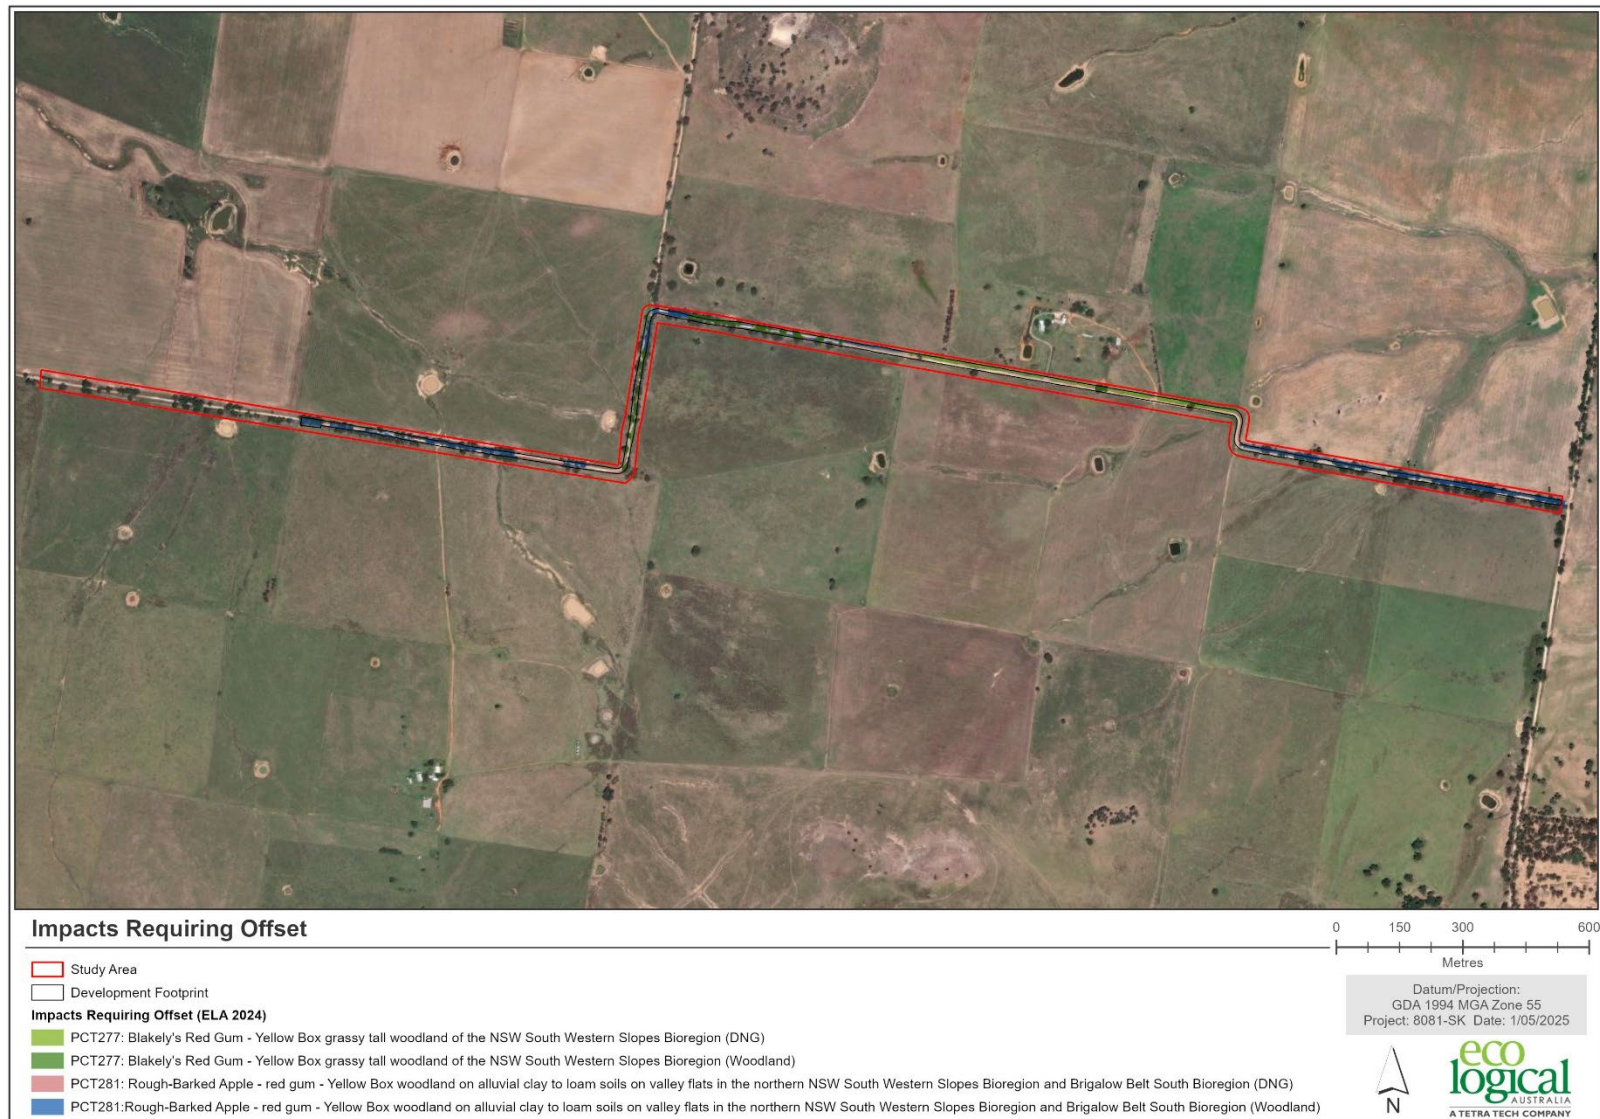 Impacts Requiring Offset
Study Area
Development Footprint
Impacts Requiring Offset (ELA 2024)
PCT277: Blakely's Red Gum - Yellow Box grassy tall woodland of the NSW South Western Slopes Bioregion (DNG)
PCT277: Blakely's Red Gum - Yellow Box grassy tall woodland of the NSW South Western Slopes Bioregion (Woodland)
PCT281: Rough-Barked Apple - red gum - Yellow Box woodland on alluvial clay to loam soils on valley flats in the northern NSW South Western Slopes Bioregion and Brigalow Belt South Bioregion (DNG)
PCT281:Rough-Barked Apple - red gum - Yellow Box woodland on alluvial clay to loam soils on valley flats in the northern NSW South Western Slopes Bioregion and Brigalow Belt South Bioregion (Woodland)
0 150 300 600
Metres
Datum/Projection:
GDA 1994 MGA Zone 55
Project: 8081-SK Date: 1/05/2025
N
eco
logical
AUSTRALIA
A TETRA TECH COMPANY